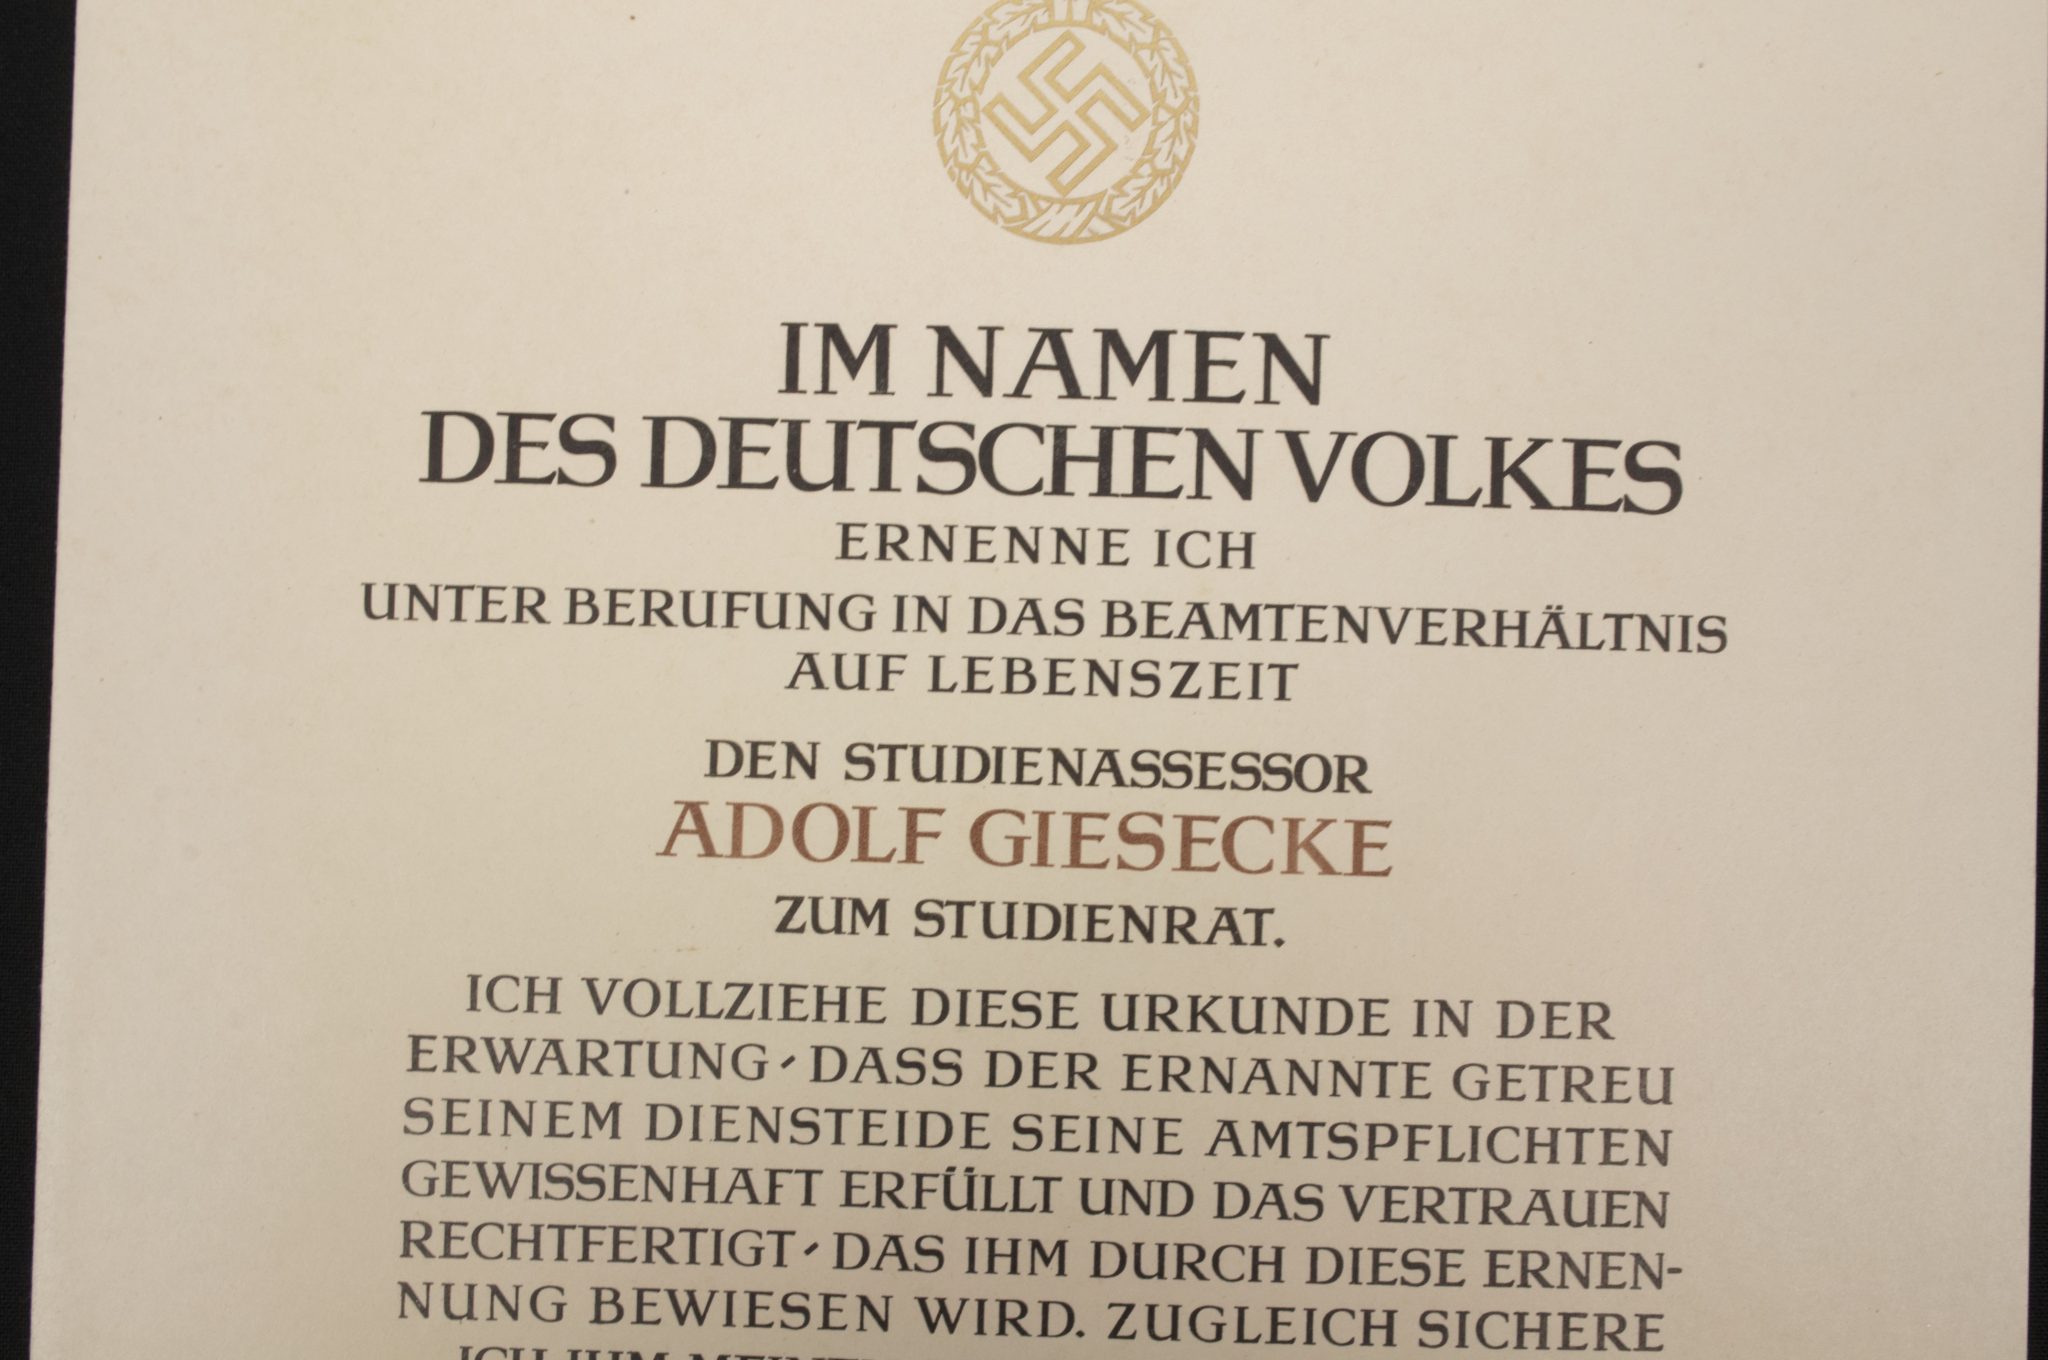 IM NAMEN
DES DEUTSCHEN VOLKES
ERNENNE ICH
UNTER BERUFUNG IN DAS BEAMTENVERHÄLTNIS
AUF LEBENSZEIT
DEN STUDIENASSESSOR
ADOLF GIESECKE
ZUM STUDIENRAT.
ICH VOLLZIEHE DIESE URKUNDE IN DER
ERWARTUNG, DASS DER ERNANNTE GETREU
SEINEM DIENSTEIDE SEINE AMTSPFLICHTEN
GEWISSENHAFT ERFÜLLT UND DAS VERTRAUEN
RECHTFERTIGT, DAS IHM DURCH DIESE ERNEN-
NUNG BEWIESEN WIRD. ZUGLEICH SICHERE
ICH IHM